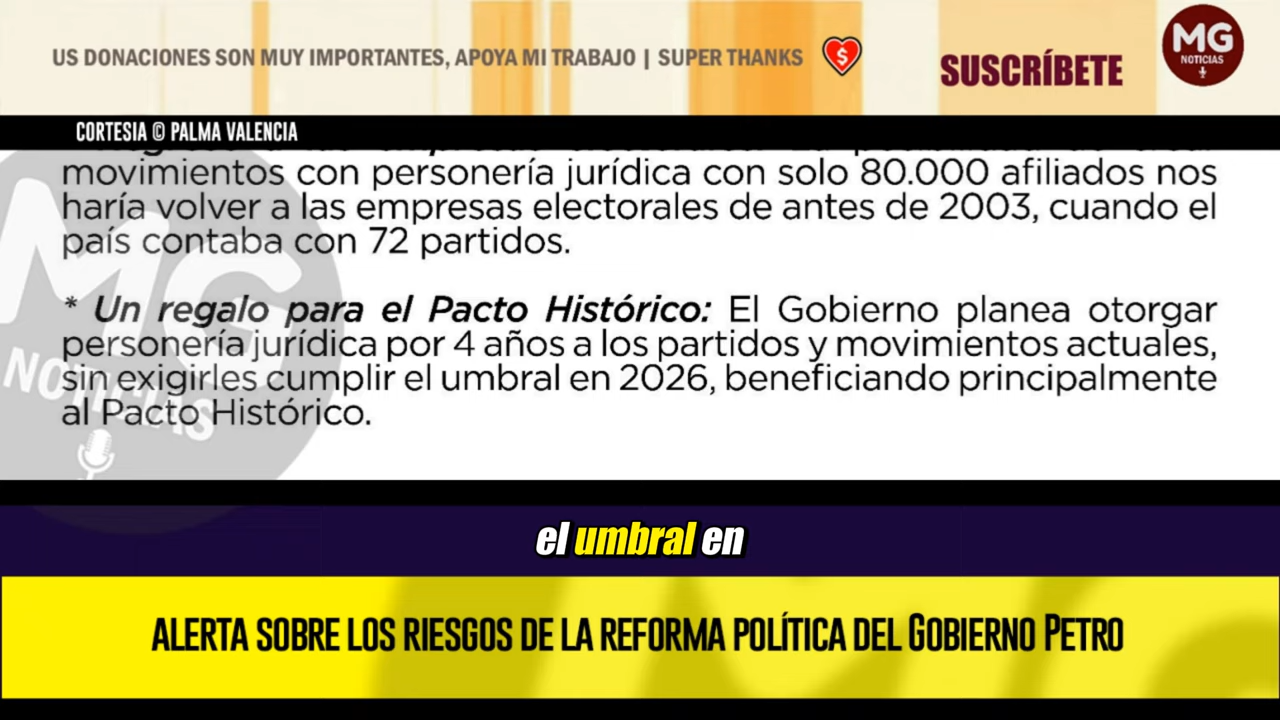 US DONACIONES SON MUY IMPORTANTES, APOYA MI TRABAJO | SUPER THANKS
$
SUSCRÍBETE
MG
NOTICIAS
CORTESIA © PALMA VALENCIA
movimientos con personería jurídica con solo 80.000 afiliados nos
haría volver a las empresas electorales de antes de 2003, cuando el
país contaba con 72 partidos.
* Un regalo para el Pacto Histórico: El Gobierno planea otorgar
personería jurídica por 4 años a los partidos y movimientos actuales,
sin exigirles cumplir el umbral en 2026, beneficiando principalmente
al Pacto Histórico.
MG
NOTICIAS
el umbral en
ALERTA SOBRE LOS RIESGOS DE LA REFORMA POLÍTICA DEL GOBIERNO PETRO